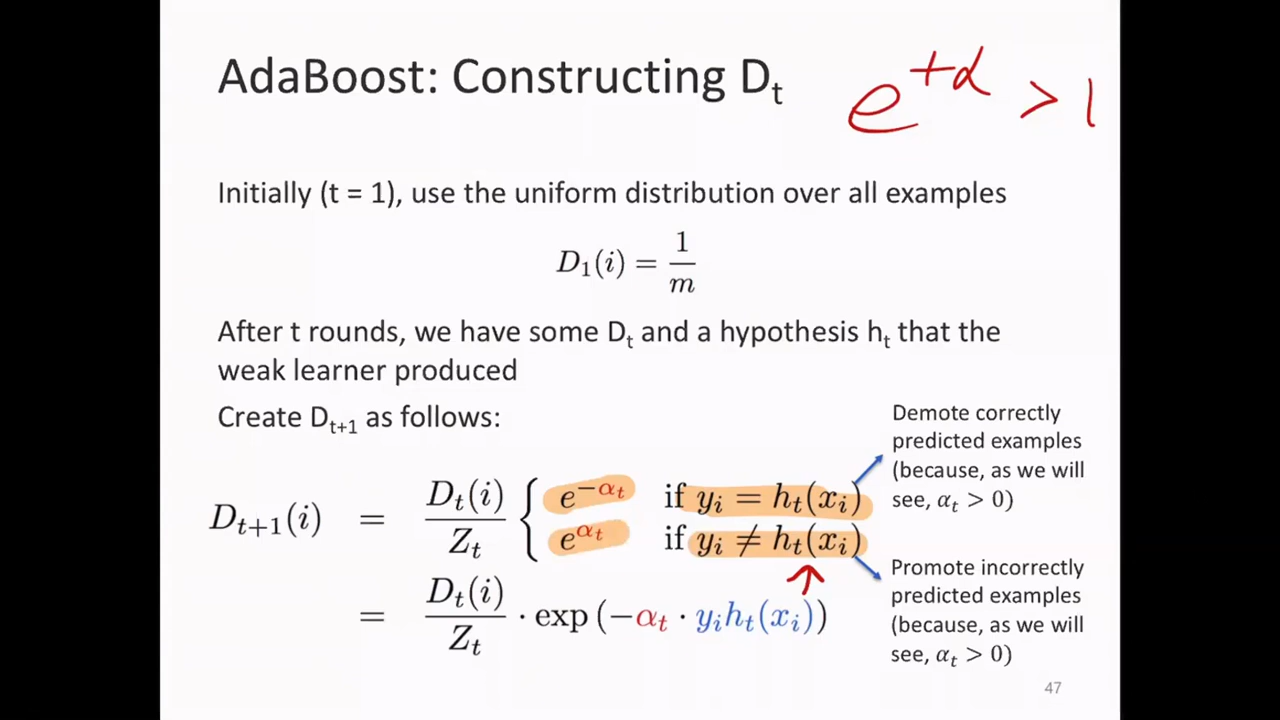 AdaBoost: Constructing Dₜ
e^{+α} > 1
Initially (t = 1), use the uniform distribution over all examples
D₁(i) = 1/m
After t rounds, we have some Dₜ and a hypothesis hₜ that the
weak learner produced
Create Dₜ₊₁ as follows:
Dₜ₊₁(i) = Dₜ(i)/Zₜ { e^{−αₜ} if yᵢ = hₜ(xᵢ)
e^{αₜ} if yᵢ ≠ hₜ(xᵢ)
= Dₜ(i)/Zₜ · exp (−αₜ · yᵢhₜ(xᵢ))
Demote correctly
predicted examples
(because, as we will
see, αₜ > 0)
Promote incorrectly
predicted examples
(because, as we will
see, αₜ > 0)
47